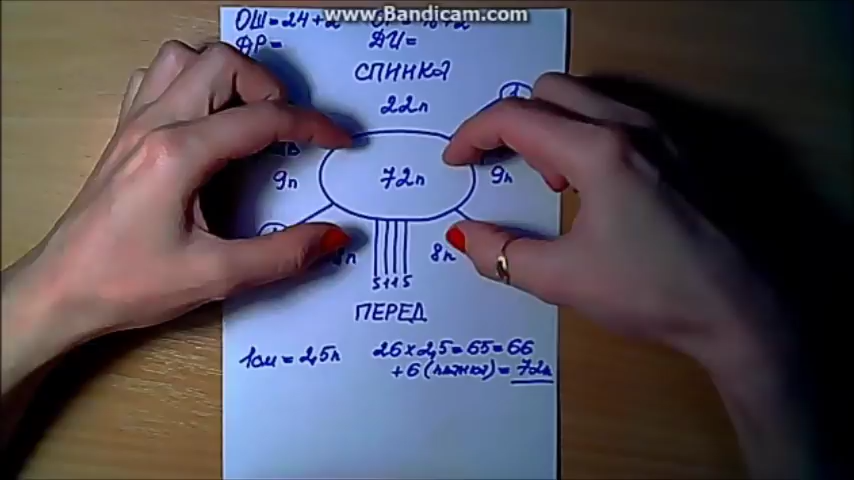 www.Bandicam.com
ОШ = 24+2
ДР = ДИ =
СПИНКА
22п
9п 72п 9п
8п 8п
5 1 1 5
ПЕРЕД
1см = 2,5п 26 × 2,5 = 65 = 66
+ 6 (планка) = 72п